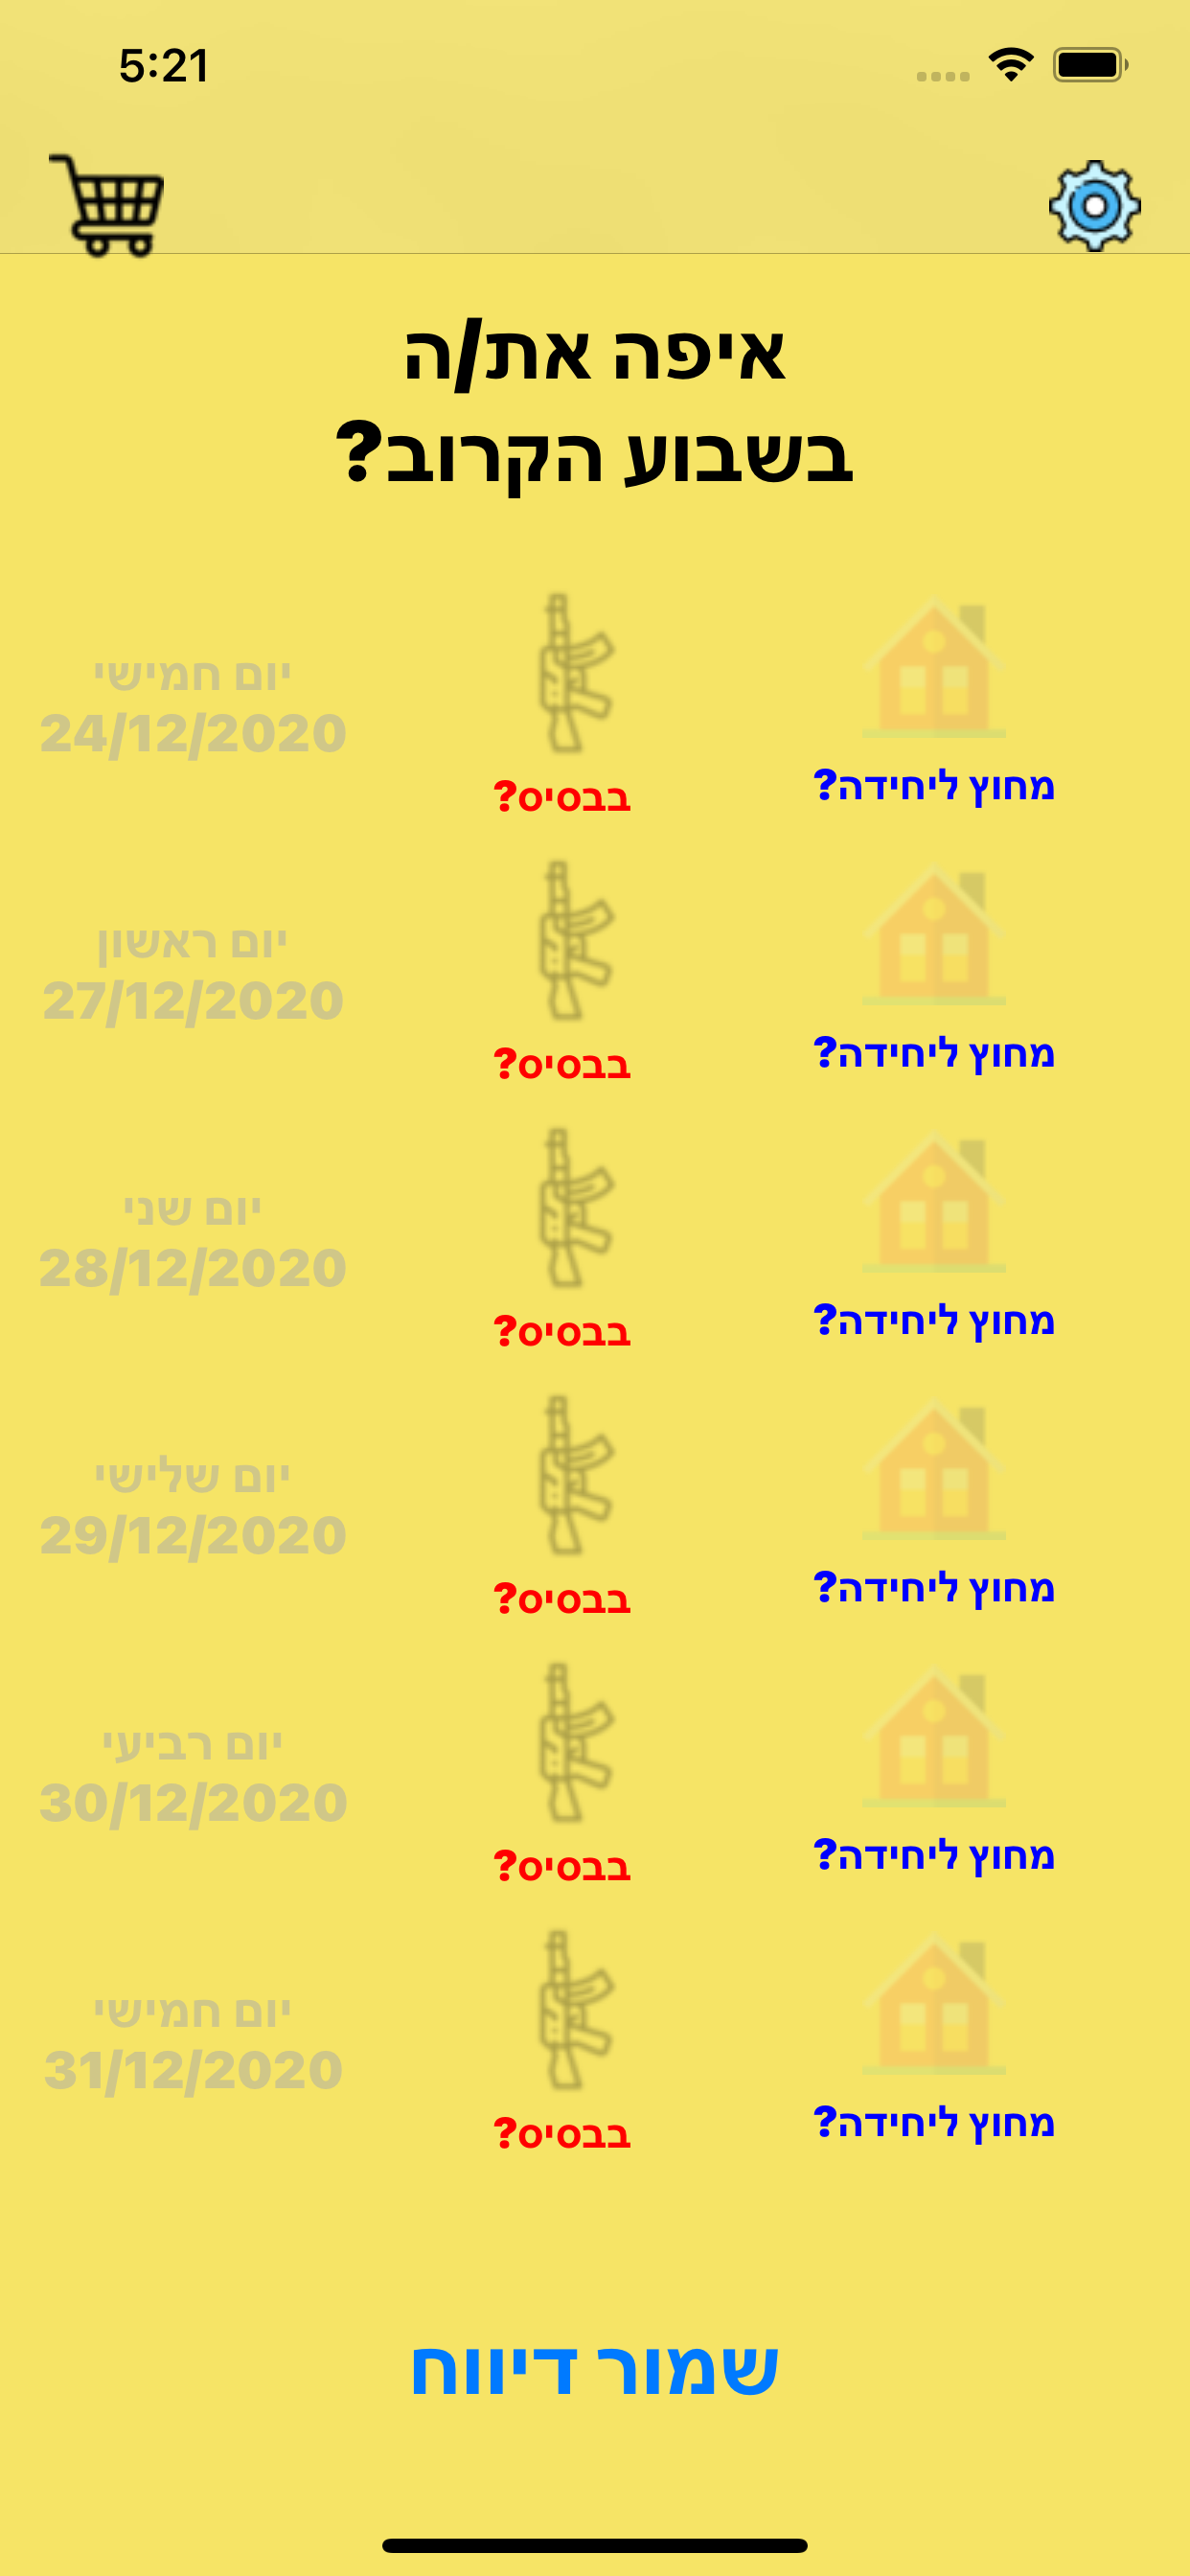 5:21
איפה את/ה
בשבוע הקרוב?
יום חמישי
24/12/2020
בבסיס?
מחוץ ליחידה?
יום ראשון
27/12/2020
בבסיס?
מחוץ ליחידה?
יום שני
28/12/2020
בבסיס?
מחוץ ליחידה?
יום שלישי
29/12/2020
בבסיס?
מחוץ ליחידה?
יום רביעי
30/12/2020
בבסיס?
מחוץ ליחידה?
יום חמישי
31/12/2020
בבסיס?
מחוץ ליחידה?
שמור דיווח